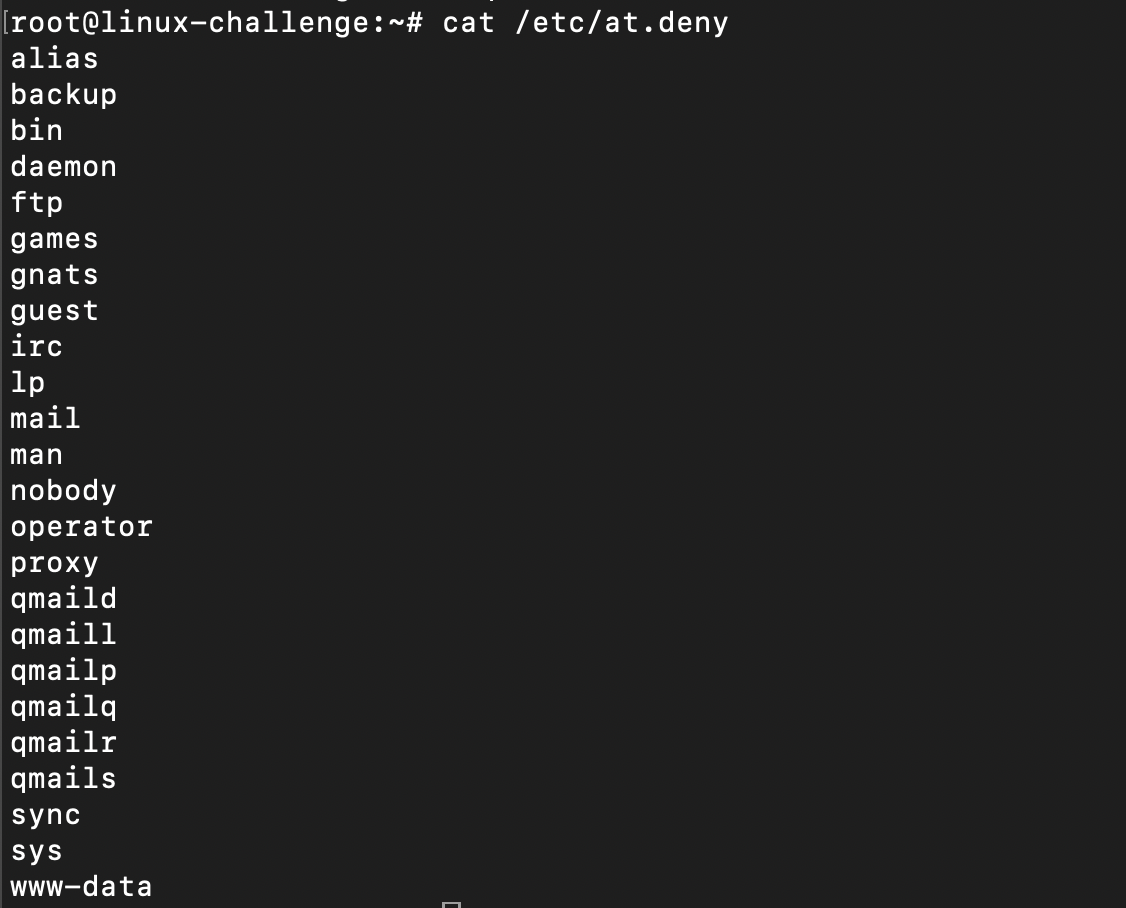 [root@linux-challenge:~# cat /etc/at.deny
alias
backup
bin
daemon
ftp
games
gnats
guest
irc
lp
mail
man
nobody
operator
proxy
qmaild
qmaill
qmailp
qmailq
qmailr
qmails
sync
sys
www-data